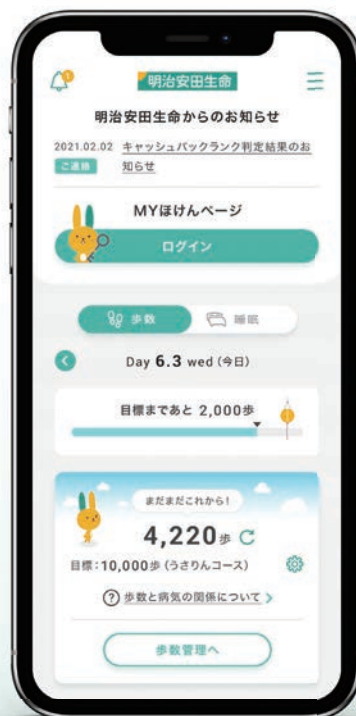 1
明治安田生命
明治安田生命からのお知らせ
2021.02.02 キャッシュバックランク判定結果のお
ご連絡 知らせ
MYほけんページ
ログイン
歩数 睡眠
Day 6.3 wed (今日)
目標まであと 2,000歩
まだまだこれから!
4,220歩
目標:10,000歩 (うさりんコース)
? 歩数と病気の関係について >
歩数管理へ